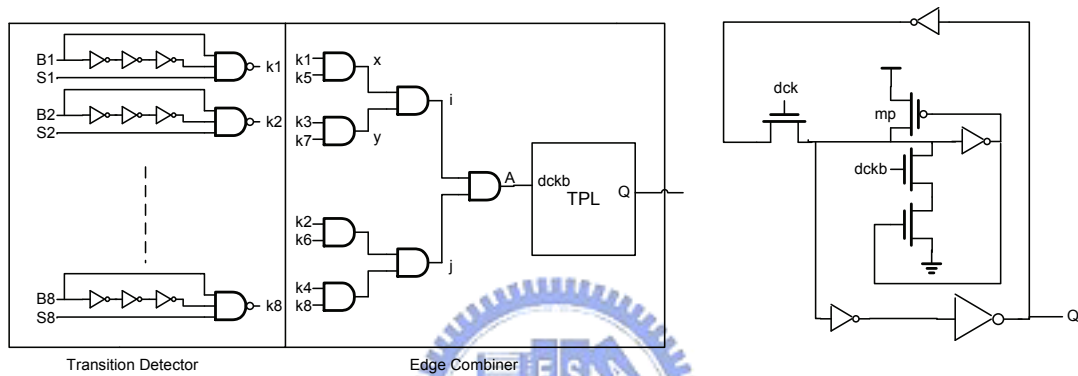 B1
S1
k1
B2
S2
k2
B8
S8
k8
Transition Detector
k1
k5
x
k3
k7
y
i
k2
k6
k4
k8
j
A
dckb
TPL
Q
Edge Combiner
dck
mp
dckb
Q